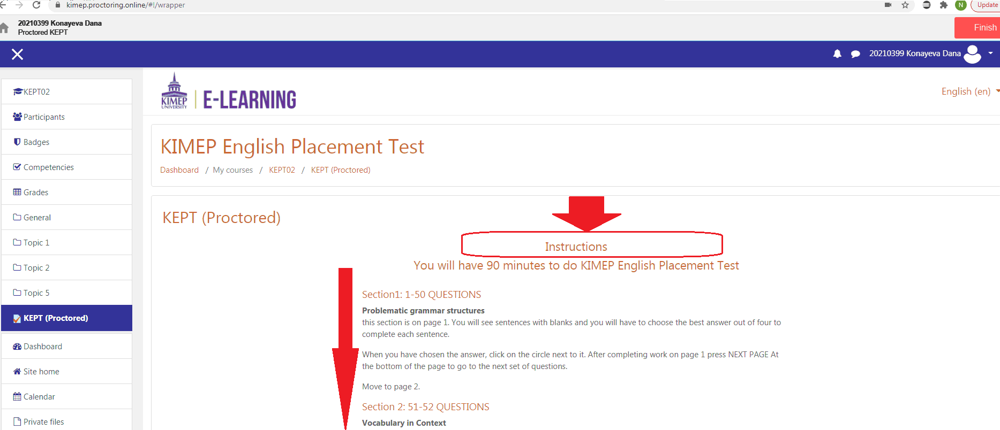 kimep.proctoring.online/#!/wrapper
N
Update
20210399 Konayeva Dana
Proctored KEPT
Finish
20210399 Konayeva Dana
KEPT02
Participants
Badges
Competencies
Grades
General
Topic 1
Topic 2
Topic 5
KEPT (Proctored)
Dashboard
Site home
Calendar
Private files
KIMEP
UNIVERSITY
E-LEARNING
English (en)
KIMEP English Placement Test
Dashboard / My courses / KEPT02 / KEPT (Proctored)
KEPT (Proctored)
Instructions
You will have 90 minutes to do KIMEP English Placement Test
Section1: 1-50 QUESTIONS
Problematic grammar structures
this section is on page 1. You will see sentences with blanks and you will have to choose the best answer out of four to
complete each sentence.
When you have chosen the answer, click on the circle next to it. After completing work on page 1 press NEXT PAGE At
the bottom of the page to go to the next set of questions.
Move to page 2.
Section 2: 51-52 QUESTIONS
Vocabulary in Context